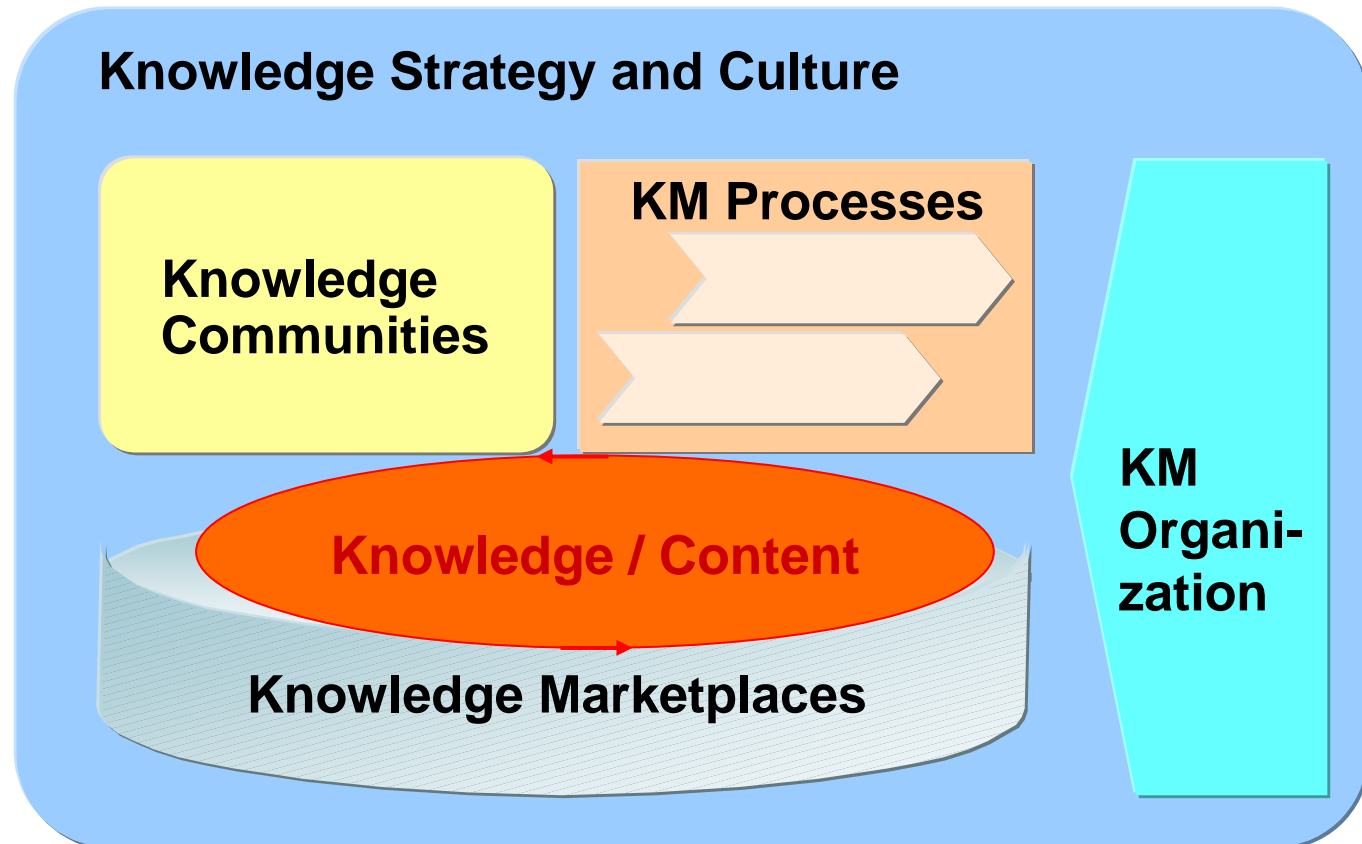 Knowledge Strategy and Culture
Knowledge
Communities
KM Processes
Knowledge / Content
Knowledge Marketplaces
KM
Organi-
zation